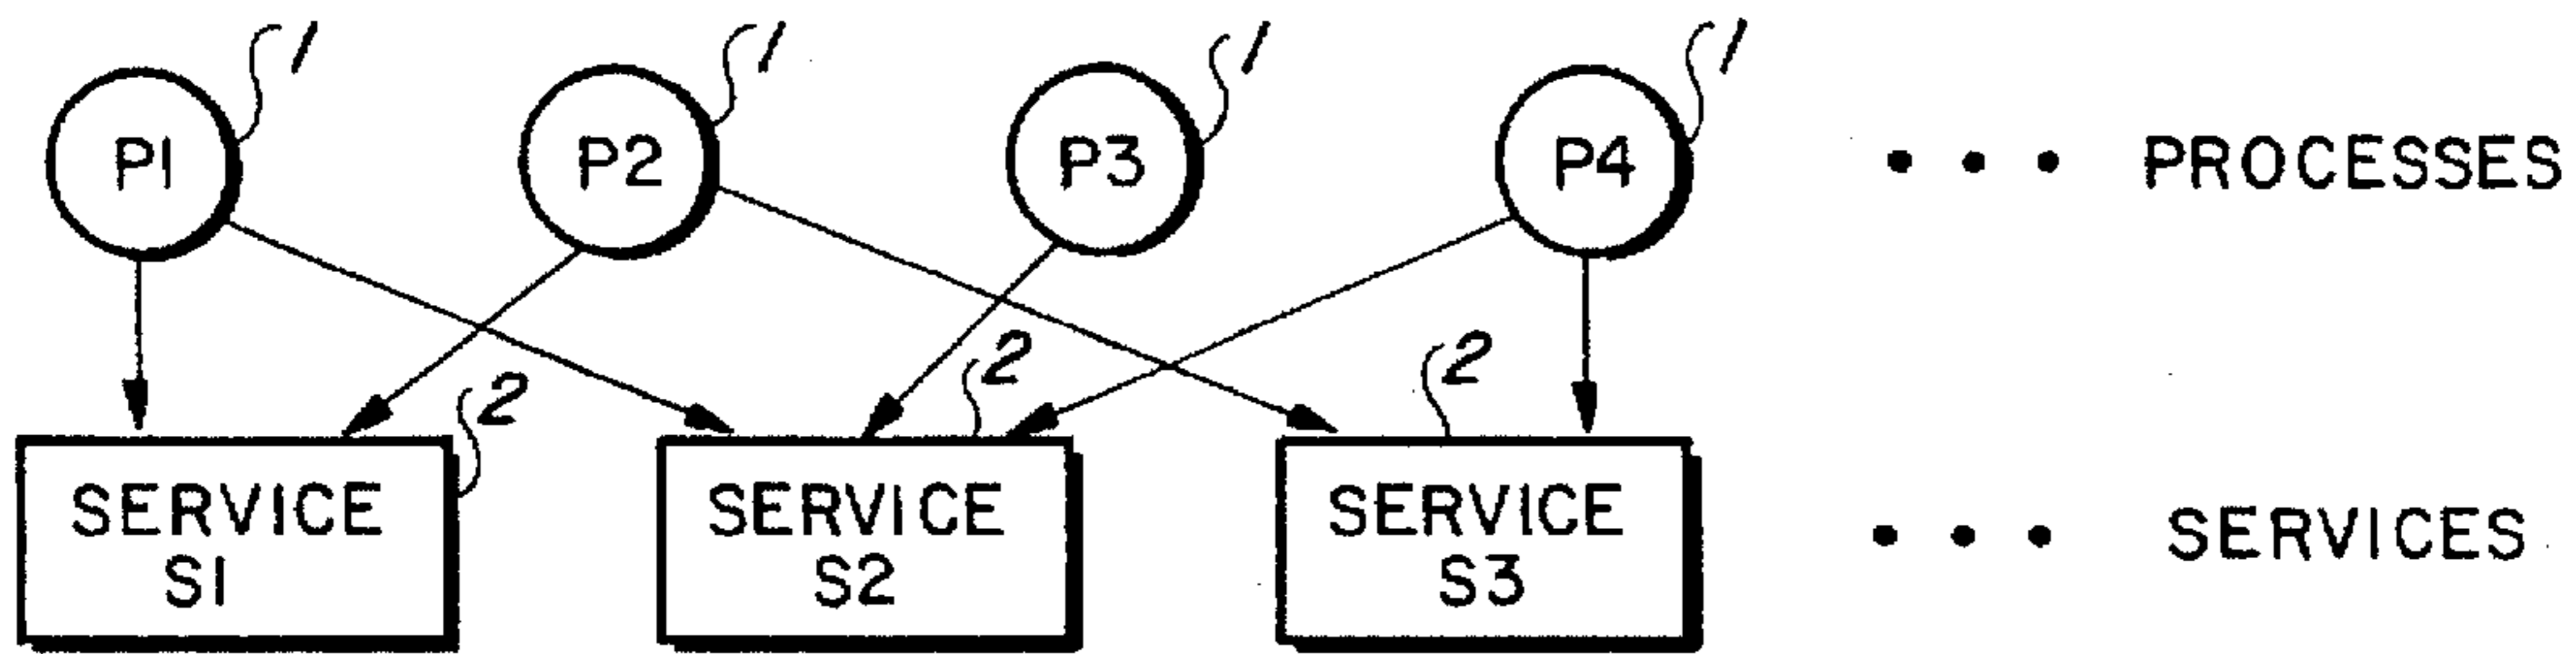 1 1 1 1
P1 P2 P3 P4 • • • PROCESSES
2 2 2
SERVICE S1
SERVICE S2
SERVICE S3
• • • SERVICES